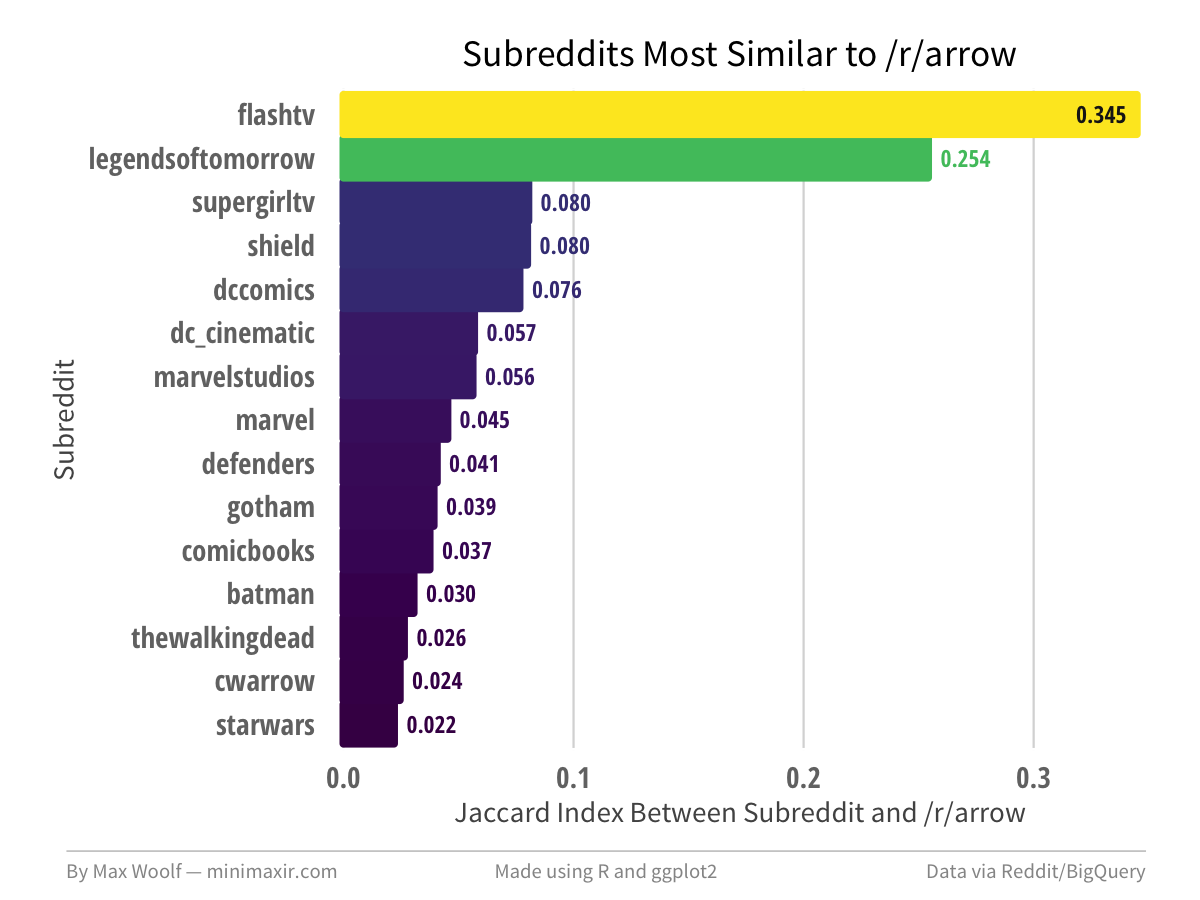 Subreddits Most Similar to /r/arrow
flashtv 0.345
legendsoftomorrow 0.254
supergirltv 0.080
shield 0.080
dccomics 0.076
dc_cinematic 0.057
marvelstudios 0.056
marvel 0.045
defenders 0.041
gotham 0.039
comicbooks 0.037
batman 0.030
thewalkingdead 0.026
cwarrow 0.024
starwars 0.022
Subreddit
0.0 0.1 0.2 0.3
Jaccard Index Between Subreddit and /r/arrow
By Max Woolf — minimaxir.com Made using R and ggplot2 Data via Reddit/BigQuery